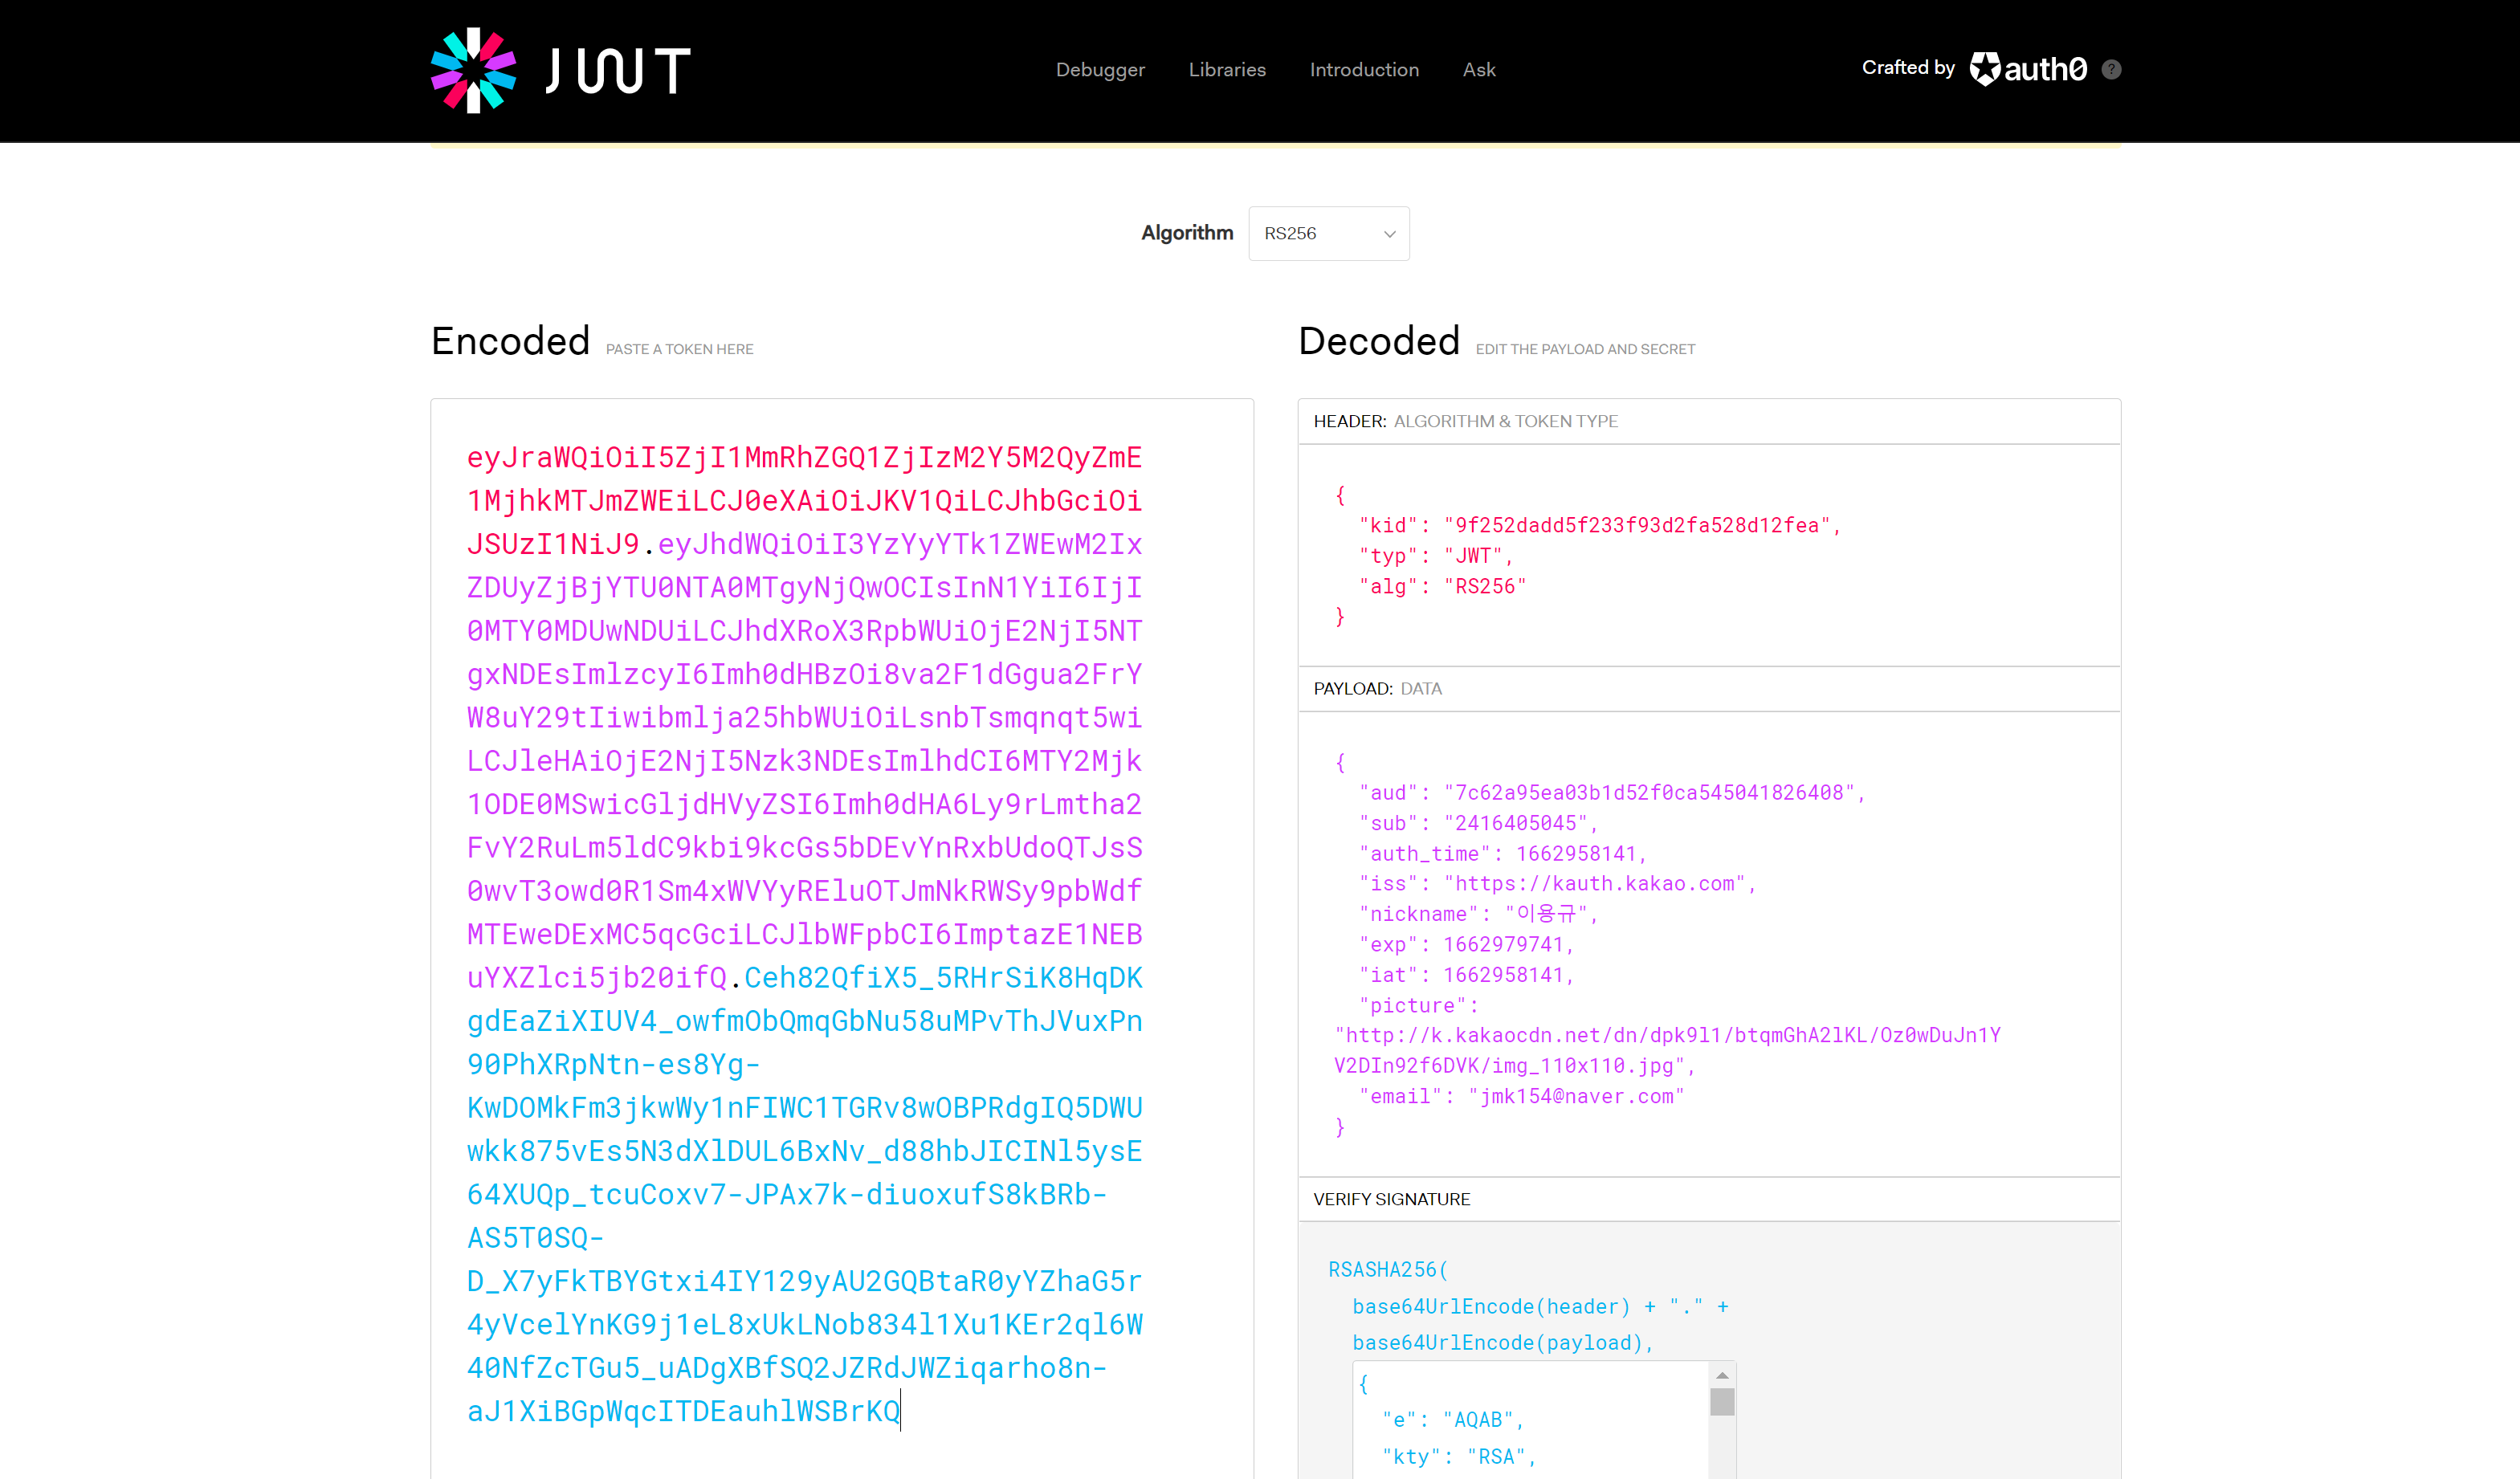 JWT
Debugger
Libraries
Introduction
Ask
Crafted by auth0 ?
Algorithm
RS256
Encoded PASTE A TOKEN HERE
eyJraWQiOiI5ZjI1MmRhZGQ1ZjIzM2Y5M2QyZmE
1MjhkMTJmZWEiLCJ0eXAiOiJKV1QiLCJhbGciOi
JSUzI1NiJ9.eyJhdWQiOiI3YzYyYTk1ZWEwM2Ix
ZDUyZjBjYTU0NTA0MTgyNjQwOCIsInN1YiI6IjI
0MTY0MDUwNDUiLCJhdXRoX3RpbWUiOjE2NjI5NT
gxNDEsImlzcyI6Imh0dHBzOi8va2F1dGgua2FrY
W8uY29tIiwibmlja25hbWUiOiLsnbTsmqnqt5wi
LCJleHAiOjE2NjI5Nzk3NDEsImlhdCI6MTY2Mjk
1ODE0MSwicGljdHVyZSI6Imh0dHA6Ly9rLmtha2
FvY2RuLm5ldC9kbi9kcGs5bDEvYnRxbUdoQTJsS
0wvT3owd0R1Sm4xWVYyREluOTJmNkRWSy9pbWdf
MTEweDExMC5qcGciLCJlbWFpbCI6ImptazE1NEB
uYXZlci5jb20ifQ.Ceh82QfiX5_5RHrSiK8HqDK
gdEaZiXIUV4_owfmObQmqGbNu58uMPvThJVuxPn
90PhXRpNtn-es8Yg-
KwDOMkFm3jkwWy1nFIWC1TGRv8wOBPRdgIQ5DWU
wkk875vEs5N3dXlDUL6BxNv_d88hbJICINl5ysE
64XUQp_tcuCoxv7-JPAx7k-diuoxufS8kBRb-
AS5T0SQ-
D_X7yFkTBYGtxi4IY129yAU2GQBtaR0yYZhaG5r
4yVcelYnKG9j1eL8xUkLNob834l1Xu1KEr2ql6W
40NfZcTGu5_uADgXBfSQ2JZRdJWZiqarho8n-
aJ1XiBGpWqcITDEauhlWSBrKQ
Decoded EDIT THE PAYLOAD AND SECRET
HEADER: ALGORITHM & TOKEN TYPE
{
"kid": "9f252dadd5f233f93d2fa528d12fea",
"typ": "JWT",
"alg": "RS256"
}
PAYLOAD: DATA
{
"aud": "7c62a95ea03b1d52f0ca545041826408",
"sub": "2416405045",
"auth_time": 1662958141,
"iss": "https://kauth.kakao.com",
"nickname": "이용규",
"exp": 1662979741,
"iat": 1662958141,
"picture":
"http://k.kakaocdn.net/dn/dpk9l1/btqmGhA2lKL/Oz0wDuJn1Y
V2DIn92f6DVK/img_110x110.jpg",
"email": "jmk154@naver.com"
}
VERIFY SIGNATURE
RSASHA256(
base64UrlEncode(header) + "." +
base64UrlEncode(payload),
{
"e": "AQAB",
"kty": "RSA",